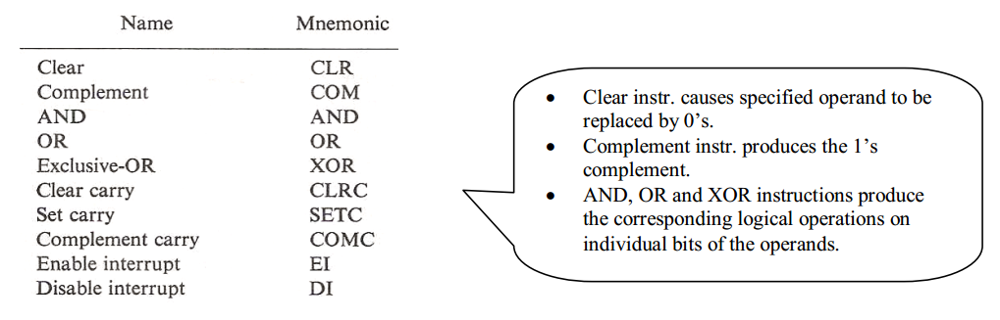 Name Mnemonic
Clear CLR
Complement COM
AND AND
OR OR
Exclusive-OR XOR
Clear carry CLRC
Set carry SETC
Complement carry COMC
Enable interrupt EI
Disable interrupt DI
• Clear instr. causes specified operand to be
replaced by 0’s.
• Complement instr. produces the 1’s
complement.
• AND, OR and XOR instructions produce
the corresponding logical operations on
individual bits of the operands.